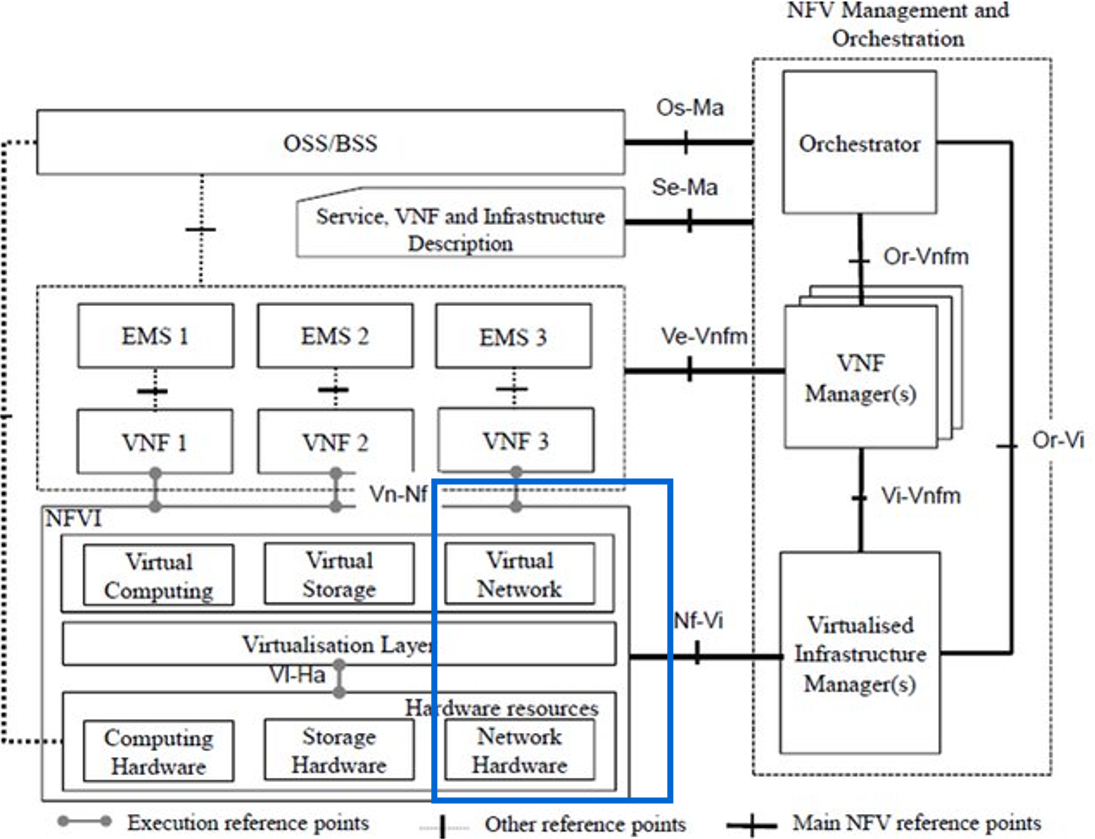 NFV Management and
Orchestration
Os-Ma
OSS/BSS
Orchestrator
Se-Ma
Service, VNF and Infrastructure
Description
Or-Vnfm
EMS 1
EMS 2
EMS 3
Ve-Vnfm
VNF
Manager(s)
VNF 1
VNF 2
VNF 3
Or-Vi
Vn-Nf
Vi-Vnfm
NFVI
Virtual
Computing
Virtual
Storage
Virtual
Network
Nf-Vi
Virtualised
Infrastructure
Manager(s)
Virtualisation Layer
Vl-Ha
Hardware resources
Computing
Hardware
Storage
Hardware
Network
Hardware
Execution reference points
Other reference points
Main NFV reference points